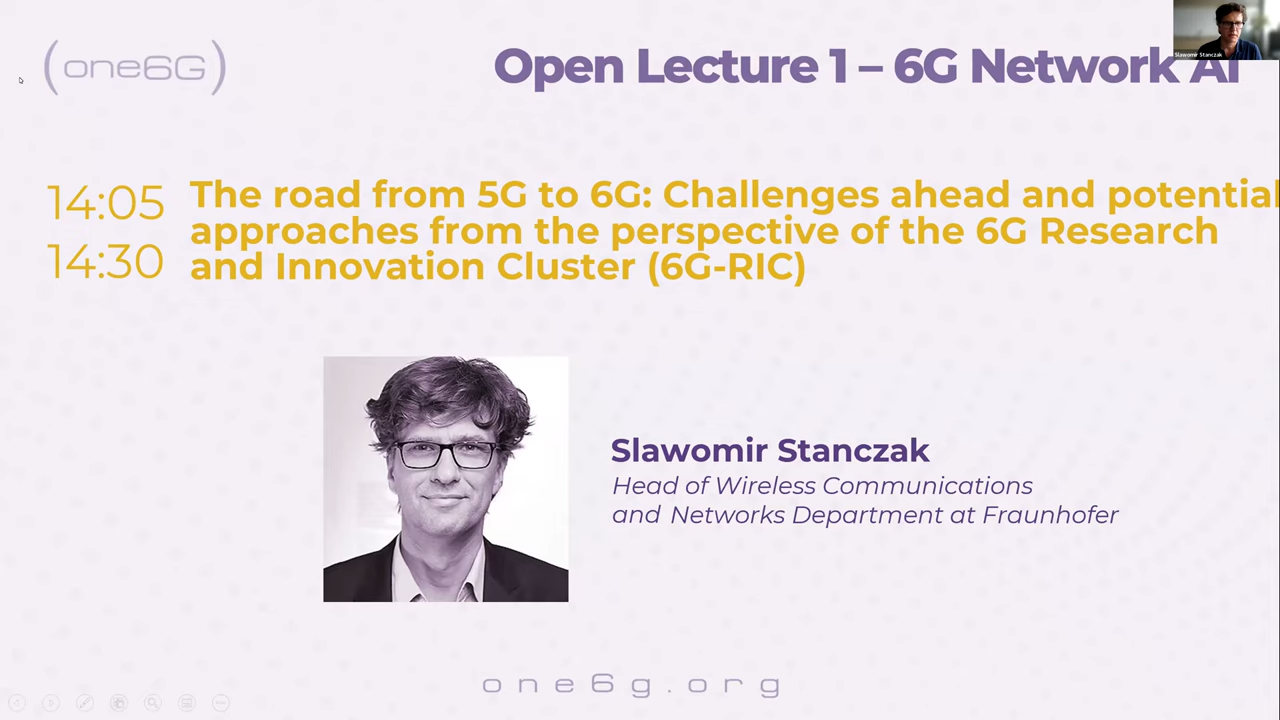 (one6G)
Open Lecture 1 – 6G Network AI
Slawomir Stanczak
14:05
14:30
The road from 5G to 6G: Challenges ahead and potential
approaches from the perspective of the 6G Research
and Innovation Cluster (6G-RIC)
Slawomir Stanczak
Head of Wireless Communications
and Networks Department at Fraunhofer
one6g.org